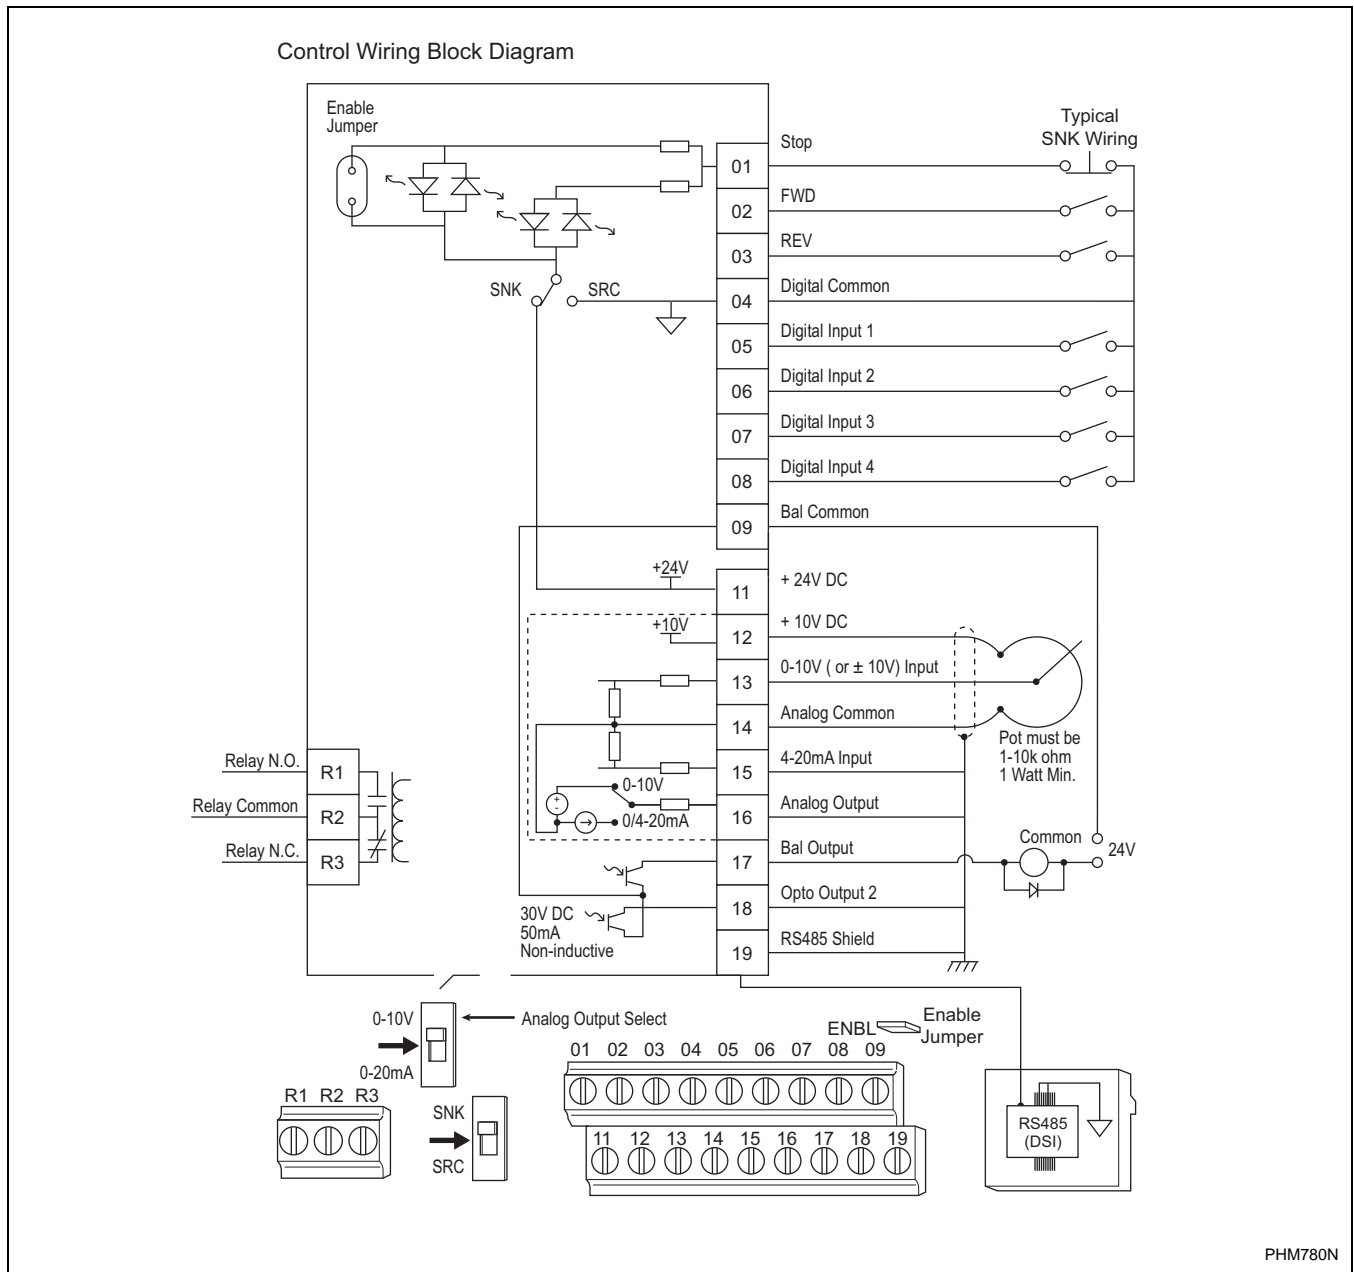 Control Wiring Block Diagram
Enable
Jumper
Typical
SNK Wiring
01
Stop
02
FWD
03
REV
SNK
SRC
04
Digital Common
05
Digital Input 1
06
Digital Input 2
07
Digital Input 3
08
Digital Input 4
09
Bal Common
+24V
11
+ 24V DC
+10V
12
+ 10V DC
13
0-10V ( or ± 10V) Input
14
Analog Common
Pot must be
1-10k ohm
1 Watt Min.
15
4-20mA Input
Relay N.O.
R1
Relay Common
R2
Relay N.C.
R3
0-10V
+
-
0/4-20mA
16
Analog Output
17
Bal Output
Common
24V
30V DC
50mA
Non-inductive
18
Opto Output 2
19
RS485 Shield
0-10V
Analog Output Select
0-20mA
ENBL
Enable
Jumper
01 02 03 04 05 06 07 08 09
R1 R2 R3
SNK
SRC
11 12 13 14 15 16 17 18 19
RS485
(DSI)
PHM780N